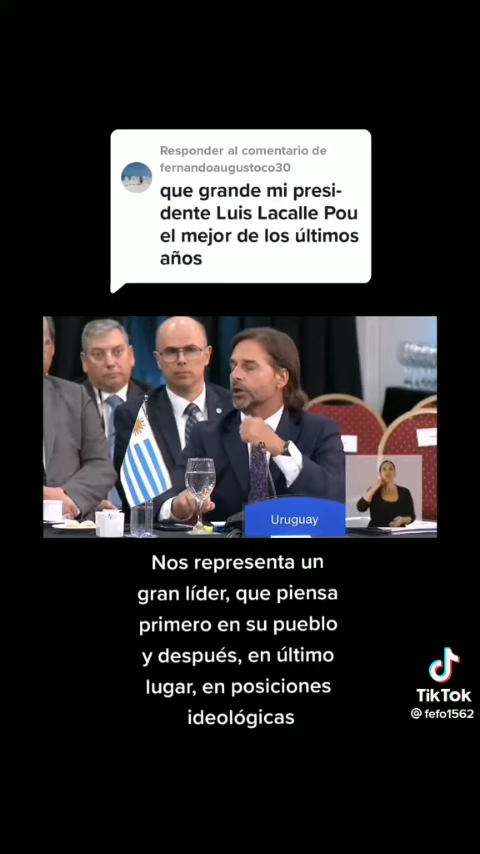 Responder al comentario de
fernandoaugustoco30
que grande mi presi-
dente Luis Lacalle Pou
el mejor de los últimos
años
Uruguay
Nos representa un
gran líder, que piensa
primero en su pueblo
y después, en último
lugar, en posiciones
ideológicas
TikTok
@ fefo1562